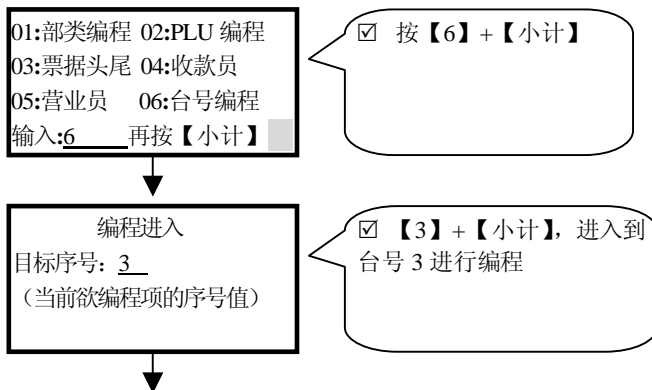 01:部类编程 02:PLU 编程
03:票据头尾 04:收款员
05:营业员 06:台号编程
输入:6 再按【小计】
☑ 按【6】+【小计】
编程进入
目标序号：3
（当前欲编程项的序号值）
☑ 【3】+【小计】，进入到
台号 3 进行编程